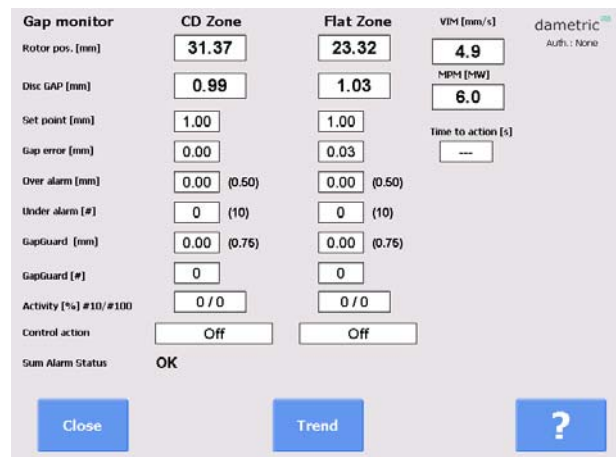 Gap monitor CD Zone Flat Zone VIM [mm/s] dametric
Rotor pos. [mm] 31.37 23.32 4.9 Auth.: None
MPM [MW]
Disc GAP [mm] 0.99 1.03 6.0
Set point [mm] 1.00 1.00
Time to action [s]
Gap error [mm] 0.00 0.03 ---
Over alarm [mm] 0.00 (0.50) 0.00 (0.50)
Under alarm [#] 0 (10) 0 (10)
GapGuard [mm] 0.00 (0.75) 0.00 (0.75)
GapGuard [#] 0 0
Activity [%] #10/#100 0 / 0 0 / 0
Control action Off Off
Sum Alarm Status OK
Close Trend ?